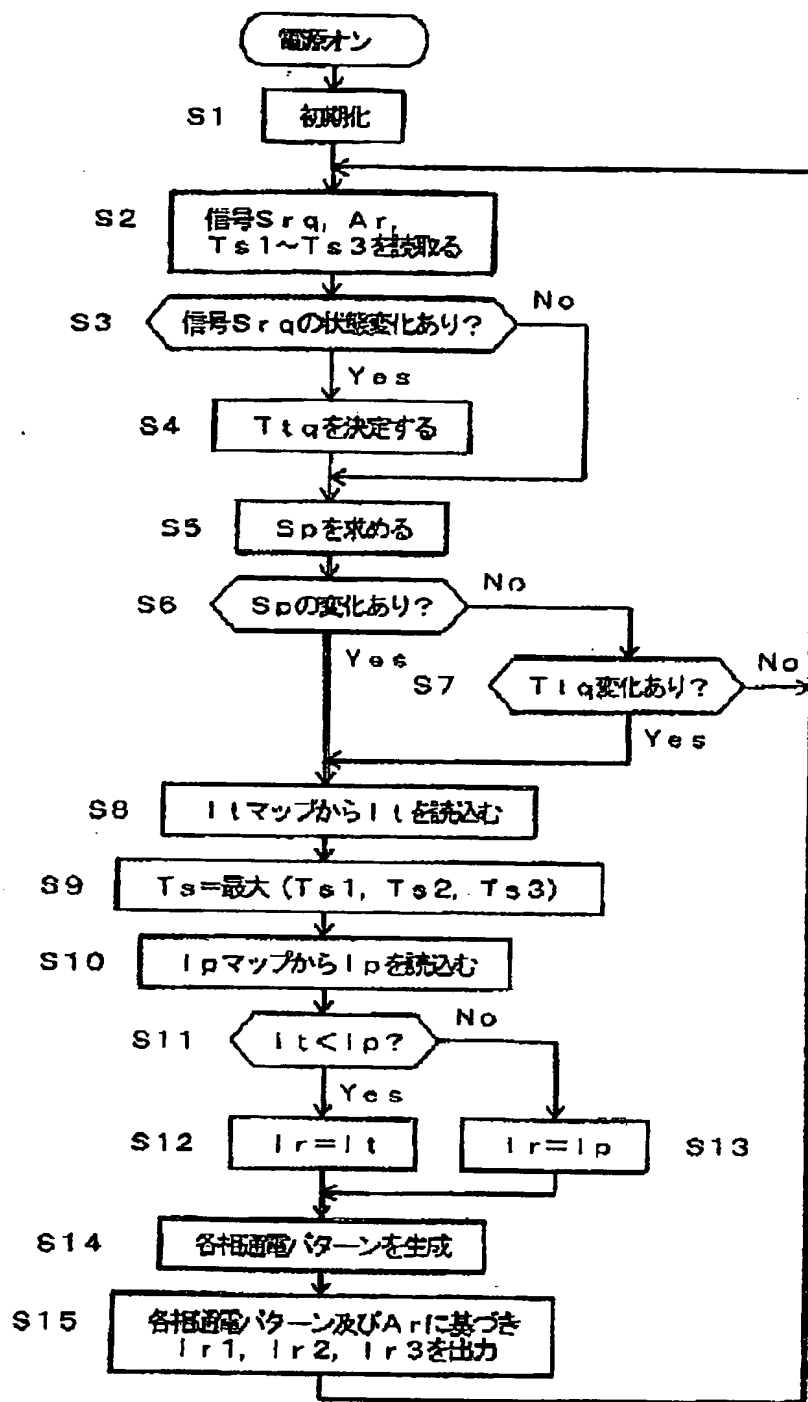 電源オン
S1
初期化
S2
信号Srq, Ar,
Ts1~Ts3を読取る
S3
信号Srqの状態変化あり?
No
Yes
S4
Ttqを決定する
S5
Spを求める
S6
Spの変化あり?
No
Yes
S7
Ttq変化あり?
No
Yes
S8
ItマップからItを読込む
S9
Ts=最大(Ts1, Ts2, Ts3)
S10
IpマップからIpを読込む
S11
It<Ip?
No
Yes
S12
Ir=It
Ir=Ip
S13
S14
各相通電パターンを生成
S15
各相通電パターン及びArに基づき
Ir1, Ir2, Ir3を出力